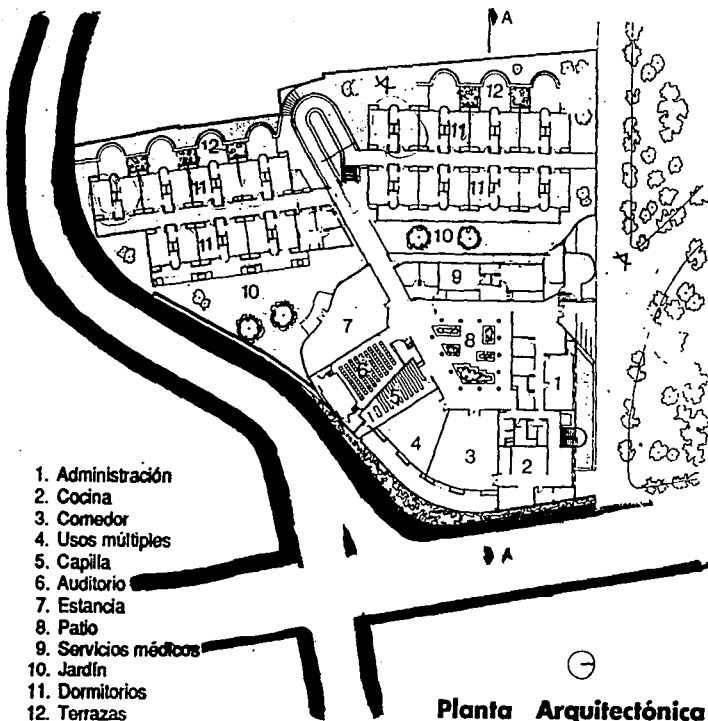 A
12
11
11
12
11
11
10
10
9
7
8
6
5
1
4
3
2
A
1. Administración
2. Cocina
3. Comedor
4. Usos múltiples
5. Capilla
6. Auditorio
7. Estancia
8. Patio
9. Servicios médicos
10. Jardín
11. Dormitorios
12. Terrazas
Planta Arquitectónica